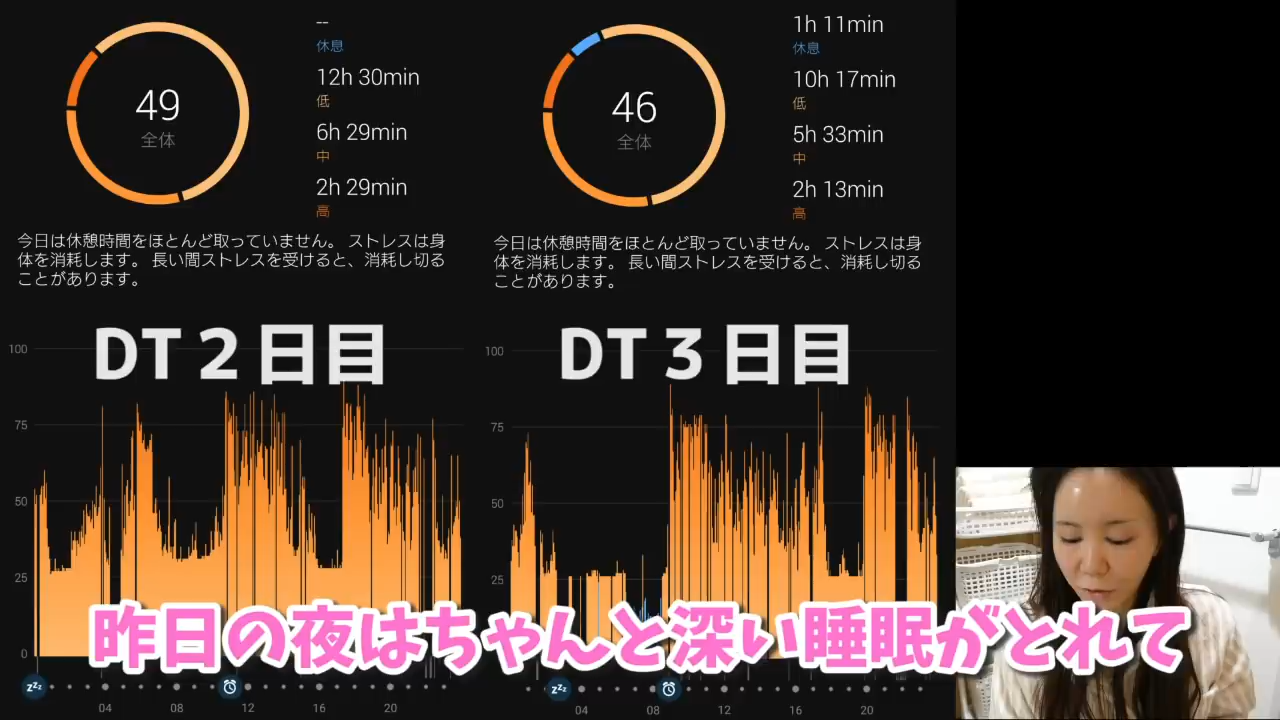 49
全体
--
休息
12h 30min
低
6h 29min
中
2h 29min
高
今日は休憩時間をほとんど取っていません。 ストレスは身
体を消耗します。 長い間ストレスを受けると、消耗し切る
ことがあります。
DT 2 日目
100
75
50
25
0
zzz
04
08
12
16
20
46
全体
1h 11min
休息
10h 17min
低
5h 33min
中
2h 13min
高
今日は休憩時間をほとんど取っていません。 ストレスは身
体を消耗します。 長い間ストレスを受けると、消耗し切る
ことがあります。
DT 3 日目
100
75
50
25
zzz
04
08
12
16
20
昨日の夜はちゃんと深い睡眠がとれて